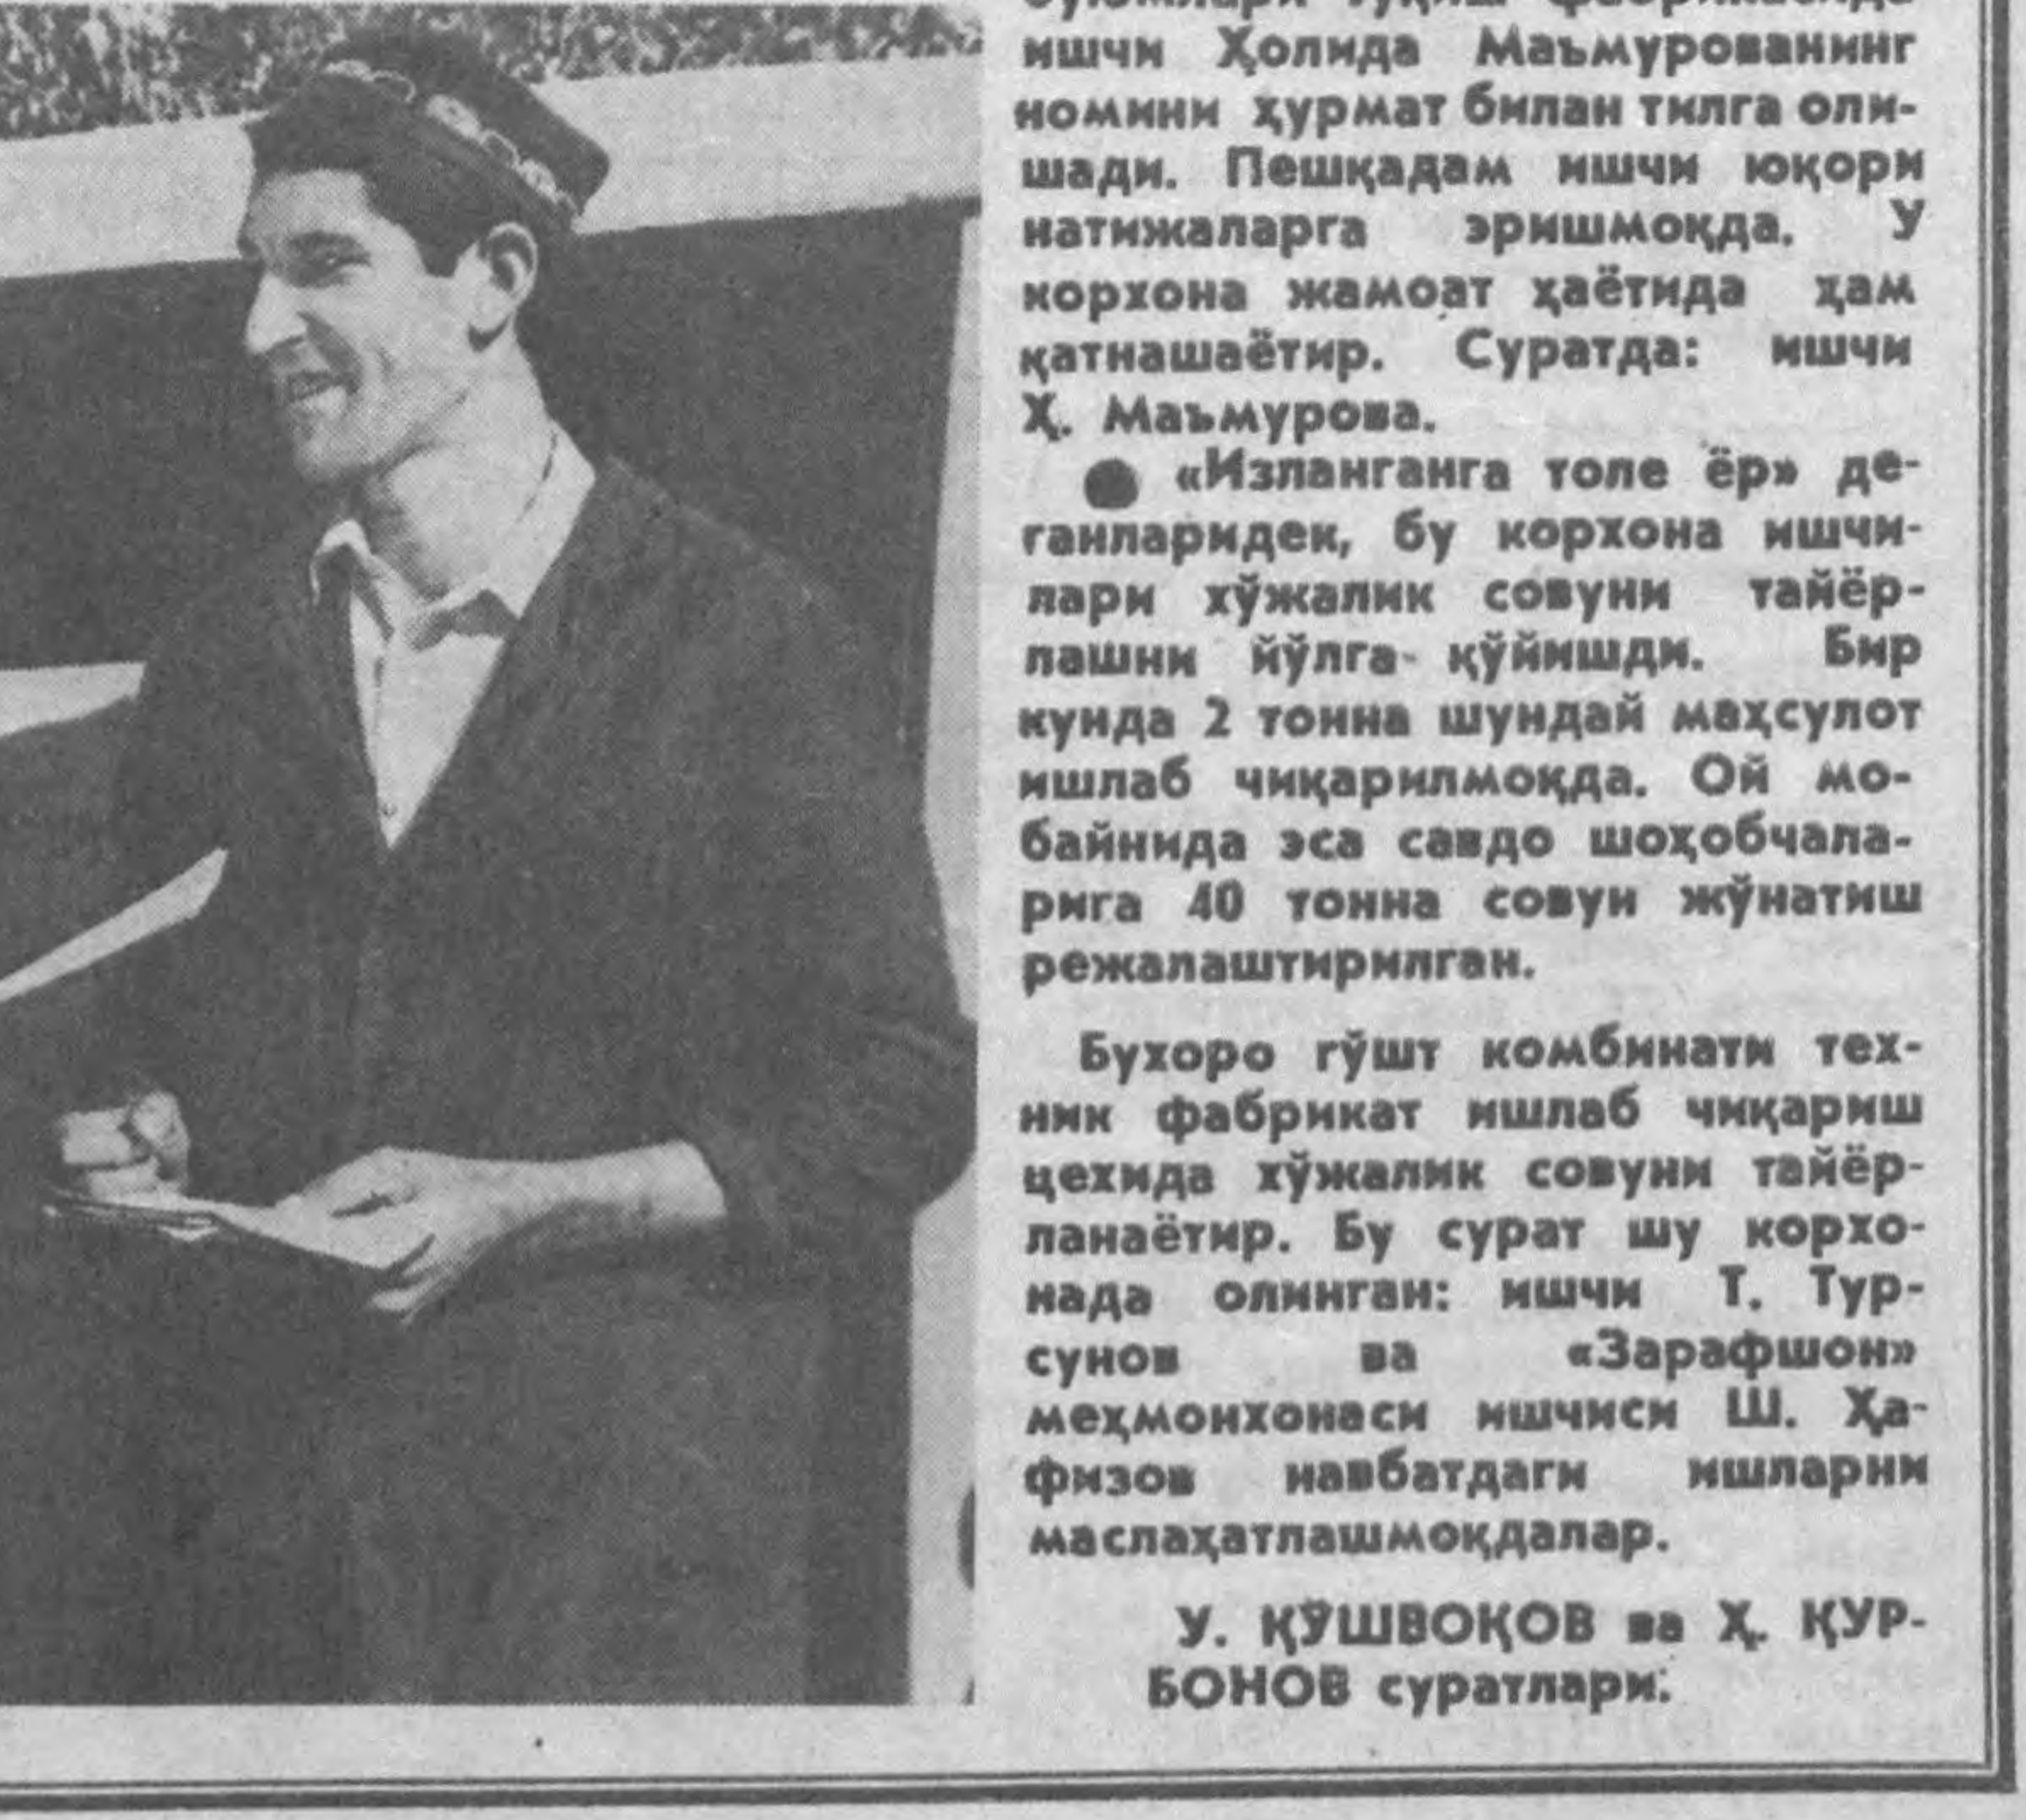 ишчи Ҳолида Маъмурованинг
номини ҳурмат билан тилга оли-
шади. Пешқадам ишчи юқори
натижаларга эришмоқда. У
корхона жамоат ҳаётида ҳам
қатнашаётир. Суратда: ишчи
Ҳ. Маъмурова.
● «Изланганга толе ёр» де-
ганларидек, бу корхона ишчи-
лари хўжалик совуни тайёр-
лашни йўлга қўйишди. Бир
кунда 2 тонна шундай маҳсулот
ишлаб чиқарилмоқда. Ой мо-
байнида эса савдо шоҳобчала-
рига 40 тонна совун жўнатиш
режалаштирилган.
Бухоро гўшт комбинати тех-
ник фабрикат ишлаб чиқариш
цехида хўжалик совуни тайёр-
ланаётир. Бу сурат шу корхо-
нада олинган: ишчи Т. Тур-
сунов ва «Зарафшон»
меҳмонхонаси ишчиси Ш. Ҳа-
физов навбатдаги ишларни
маслаҳатлашмоқдалар.
У. ҚЎШВОҚОВ ва Ҳ. ҚУР-
БОНОВ суратлари.